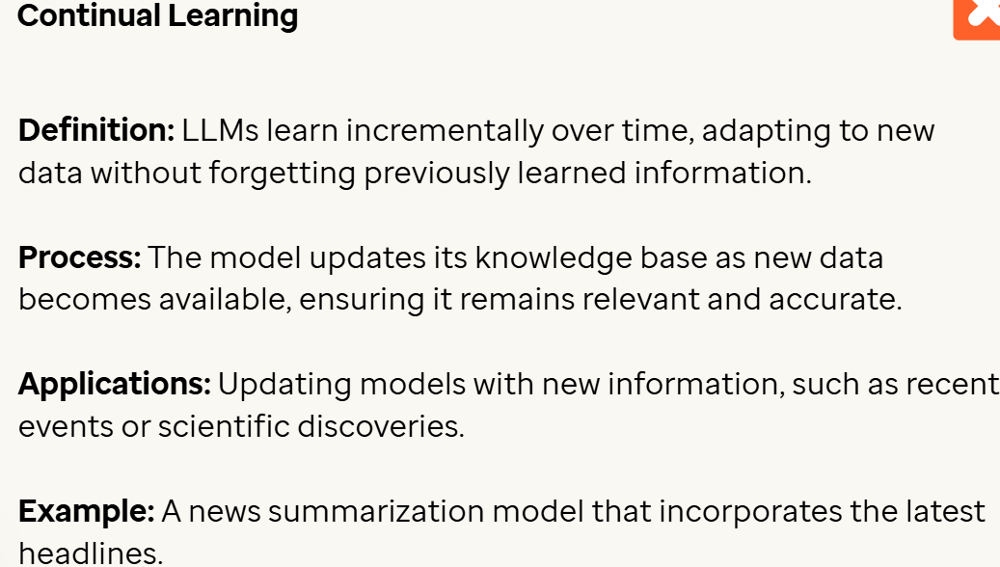 Continual Learning
Definition: LLMs learn incrementally over time, adapting to new
data without forgetting previously learned information.
Process: The model updates its knowledge base as new data
becomes available, ensuring it remains relevant and accurate.
Applications: Updating models with new information, such as recent
events or scientific discoveries.
Example: A news summarization model that incorporates the latest
headlines.